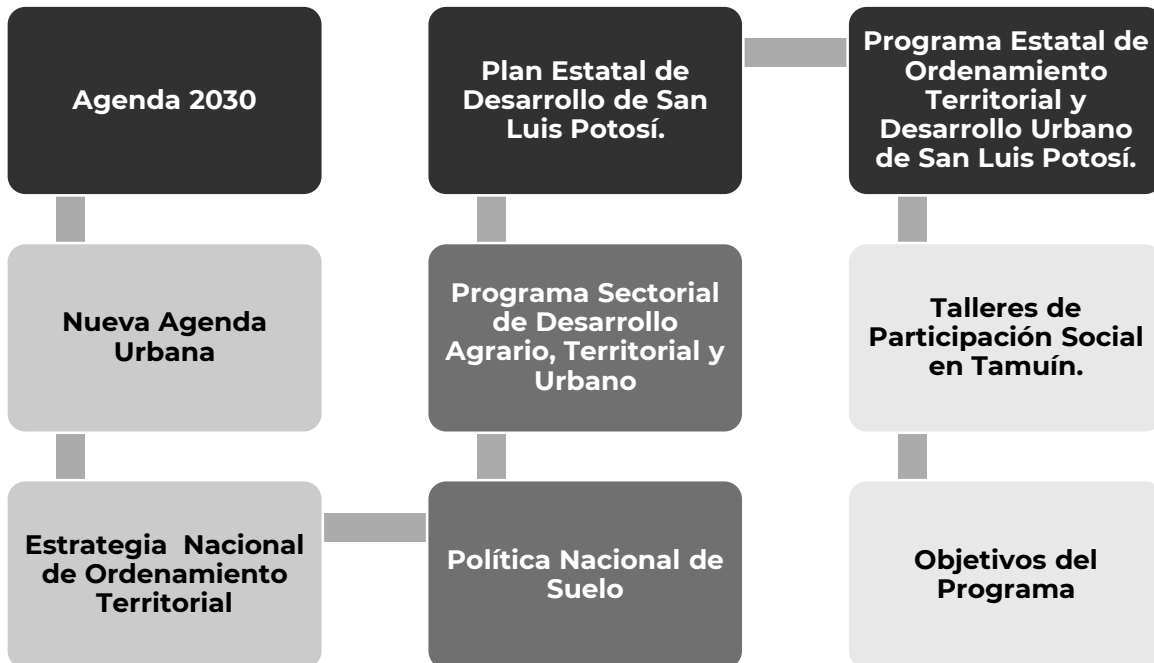 Agenda 2030
Nueva Agenda
Urbana
Estrategia Nacional
de Ordenamiento
Territorial
Política Nacional de
Suelo
Programa Sectorial
de Desarrollo
Agrario, Territorial y
Urbano
Plan Estatal de
Desarrollo de San
Luis Potosí.
Programa Estatal de
Ordenamiento
Territorial y
Desarrollo Urbano
de San Luis Potosí.
Talleres de
Participación Social
en Tamuín.
Objetivos del
Programa